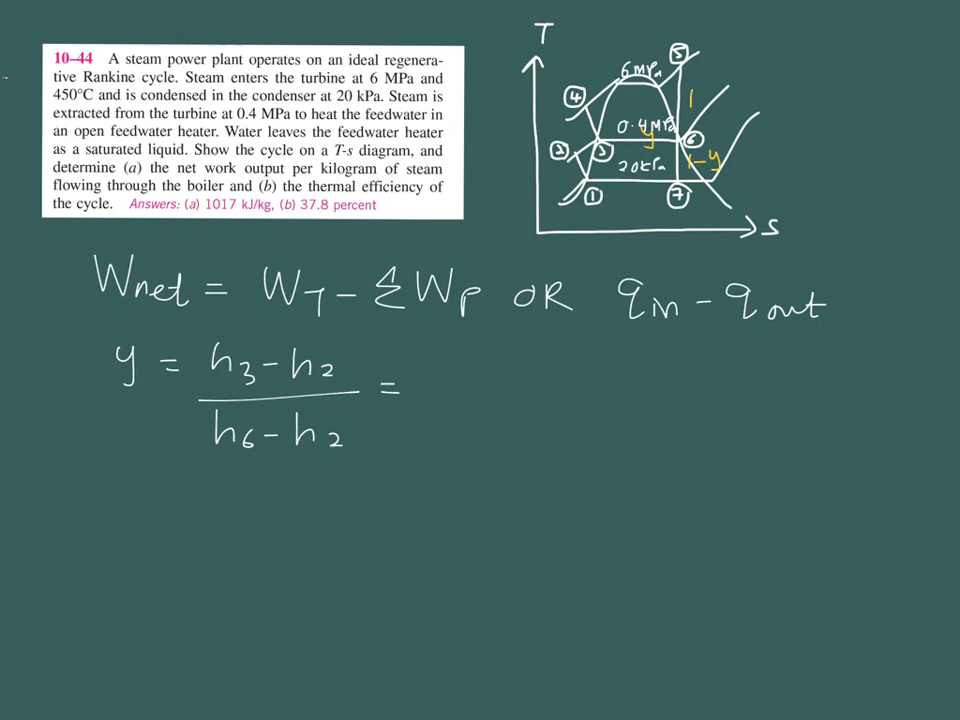 10–44 A steam power plant operates on an ideal regenera-
tive Rankine cycle. Steam enters the turbine at 6 MPa and
450°C and is condensed in the condenser at 20 kPa. Steam is
extracted from the turbine at 0.4 MPa to heat the feedwater in
an open feedwater heater. Water leaves the feedwater heater
as a saturated liquid. Show the cycle on a T-s diagram, and
determine (a) the net work output per kilogram of steam
flowing through the boiler and (b) the thermal efficiency of
the cycle. Answers: (a) 1017 kJ/kg, (b) 37.8 percent
T
5
6 MPa
4
1
0.4 MPa
y
6
2
3
20kPa
1-y
1
7
S
Wnet = WT - ΣWP OR qin - qout
y = h3 - h2
=
h6 - h2